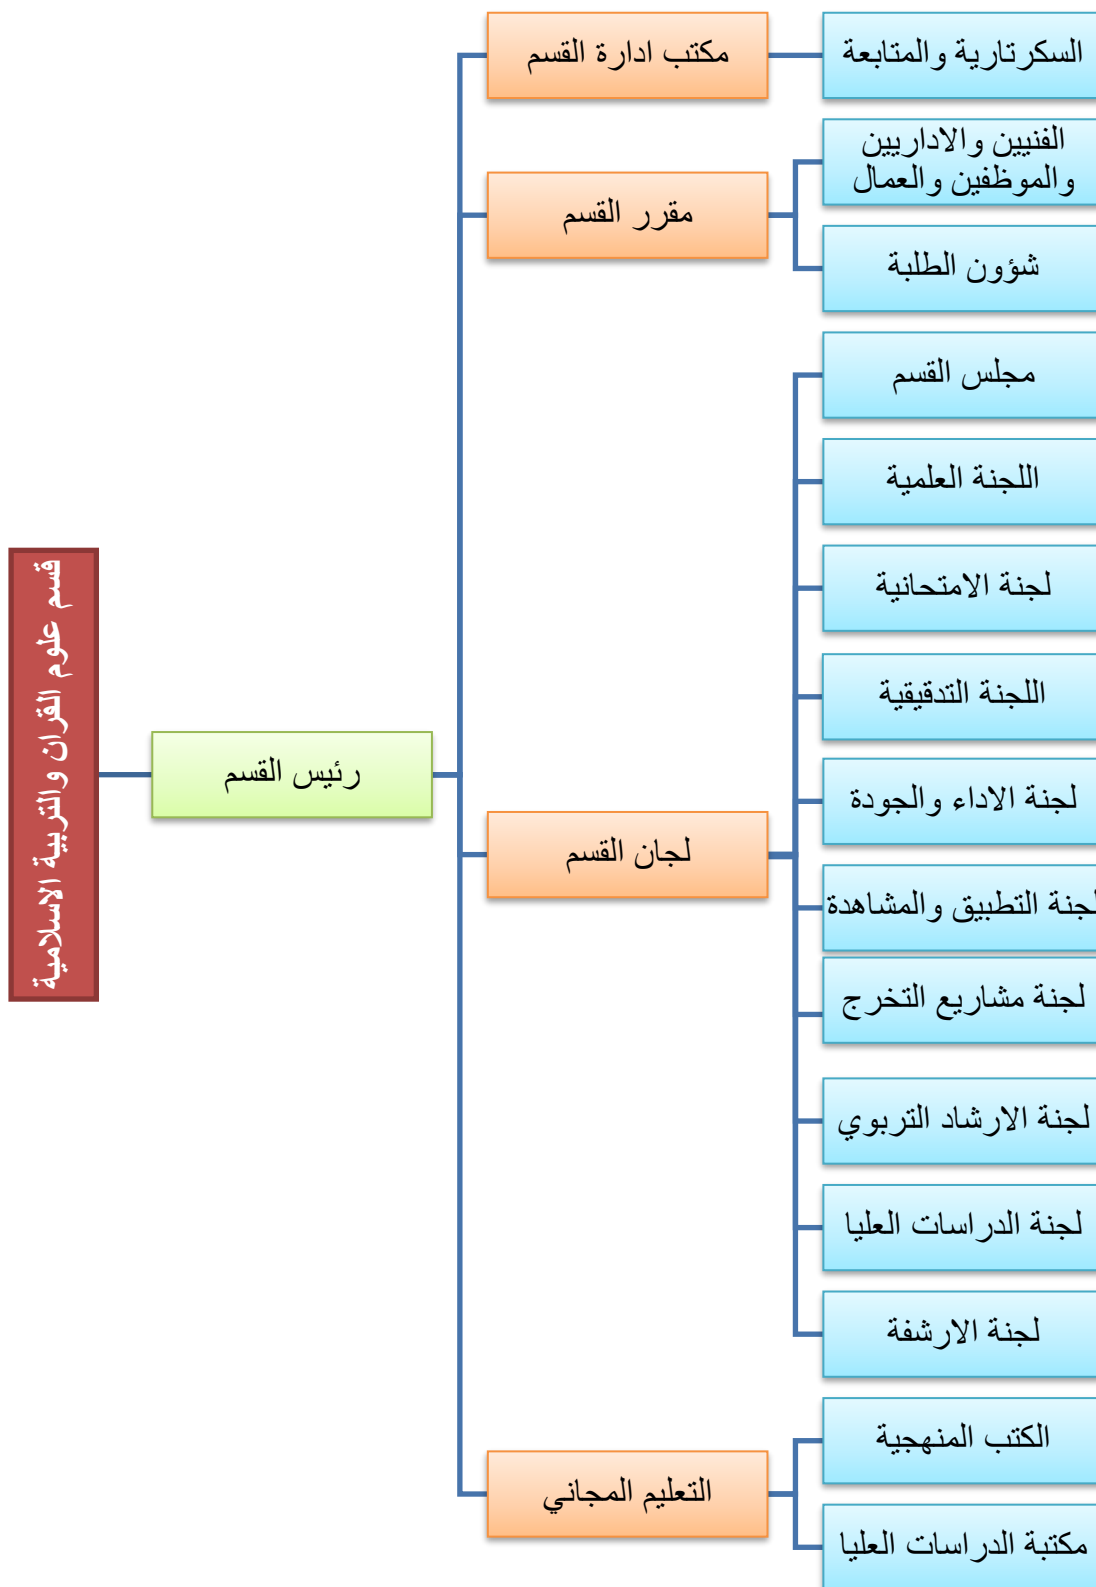 قسم علوم القران والتربية الاسلامية
رئيس القسم
مكتب ادارة القسم
السكرتارية والمتابعة
مقرر القسم
الفنيين والاداريين
والموظفين والعمال
شؤون الطلبة
لجان القسم
مجلس القسم
اللجنة العلمية
لجنة الامتحانية
اللجنة التدقيقية
لجنة الاداء والجودة
لجنة التطبيق والمشاهدة
لجنة مشاريع التخرج
لجنة الارشاد التربوي
لجنة الدراسات العليا
لجنة الارشفة
التعليم المجاني
الكتب المنهجية
مكتبة الدراسات العليا